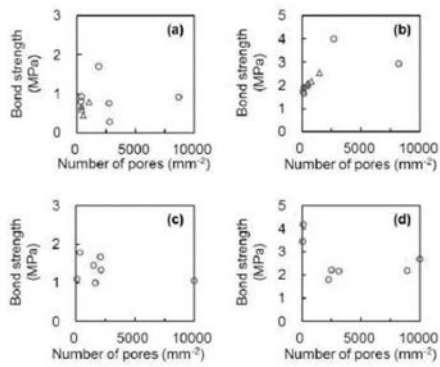 3
(a)
2
1
0
0
5000
10000
Bond strength
(MPa)
Number of pores (mm-2)
5
(b)
4
3
2
1
0
0
5000
10000
Bond strength
(MPa)
Number of pores (mm-2)
3
(c)
2
1
0
0
5000
10000
Bond strength
(MPa)
Number of pores (mm-2)
5
(d)
4
3
2
1
0
0
5000
10000
Bond strength
(MPa)
Number of pores (mm-2)